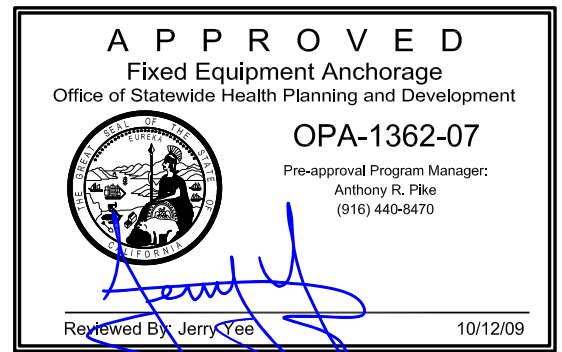 A P P R O V E D
Fixed Equipment Anchorage
Office of Statewide Health Planning and Development
THE GREAT SEAL OF THE STATE OF CALIFORNIA
EUREKA
OPA-1362-07
Pre-approval Program Manager:
Anthony R. Pike
(916) 440-8470
Reviewed By: Jerry Yee
10/12/09